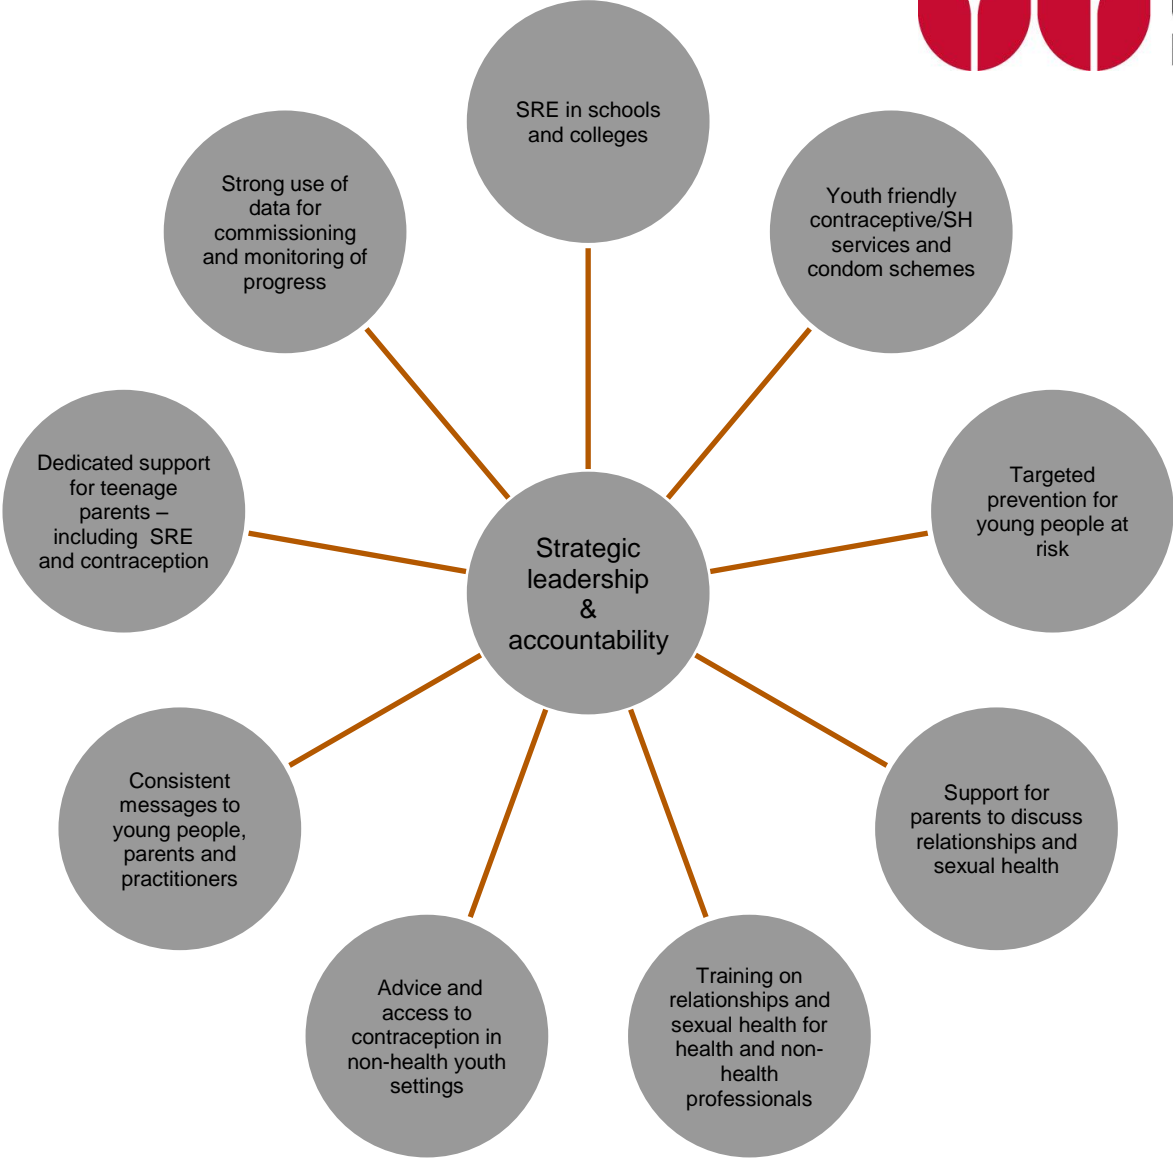 SRE in schools
and colleges
Youth friendly
contraceptive/SH
services and
condom schemes
Targeted
prevention for
young people at
risk
Support for
parents to discuss
relationships and
sexual health
Training on
relationships and
sexual health for
health and non-
health
professionals
Advice and
access to
contraception in
non-health youth
settings
Consistent
messages to
young people,
parents and
practitioners
Dedicated support
for teenage
parents –
including SRE
and contraception
Strong use of
data for
commissioning
and monitoring of
progress
Strategic
leadership
&
accountability